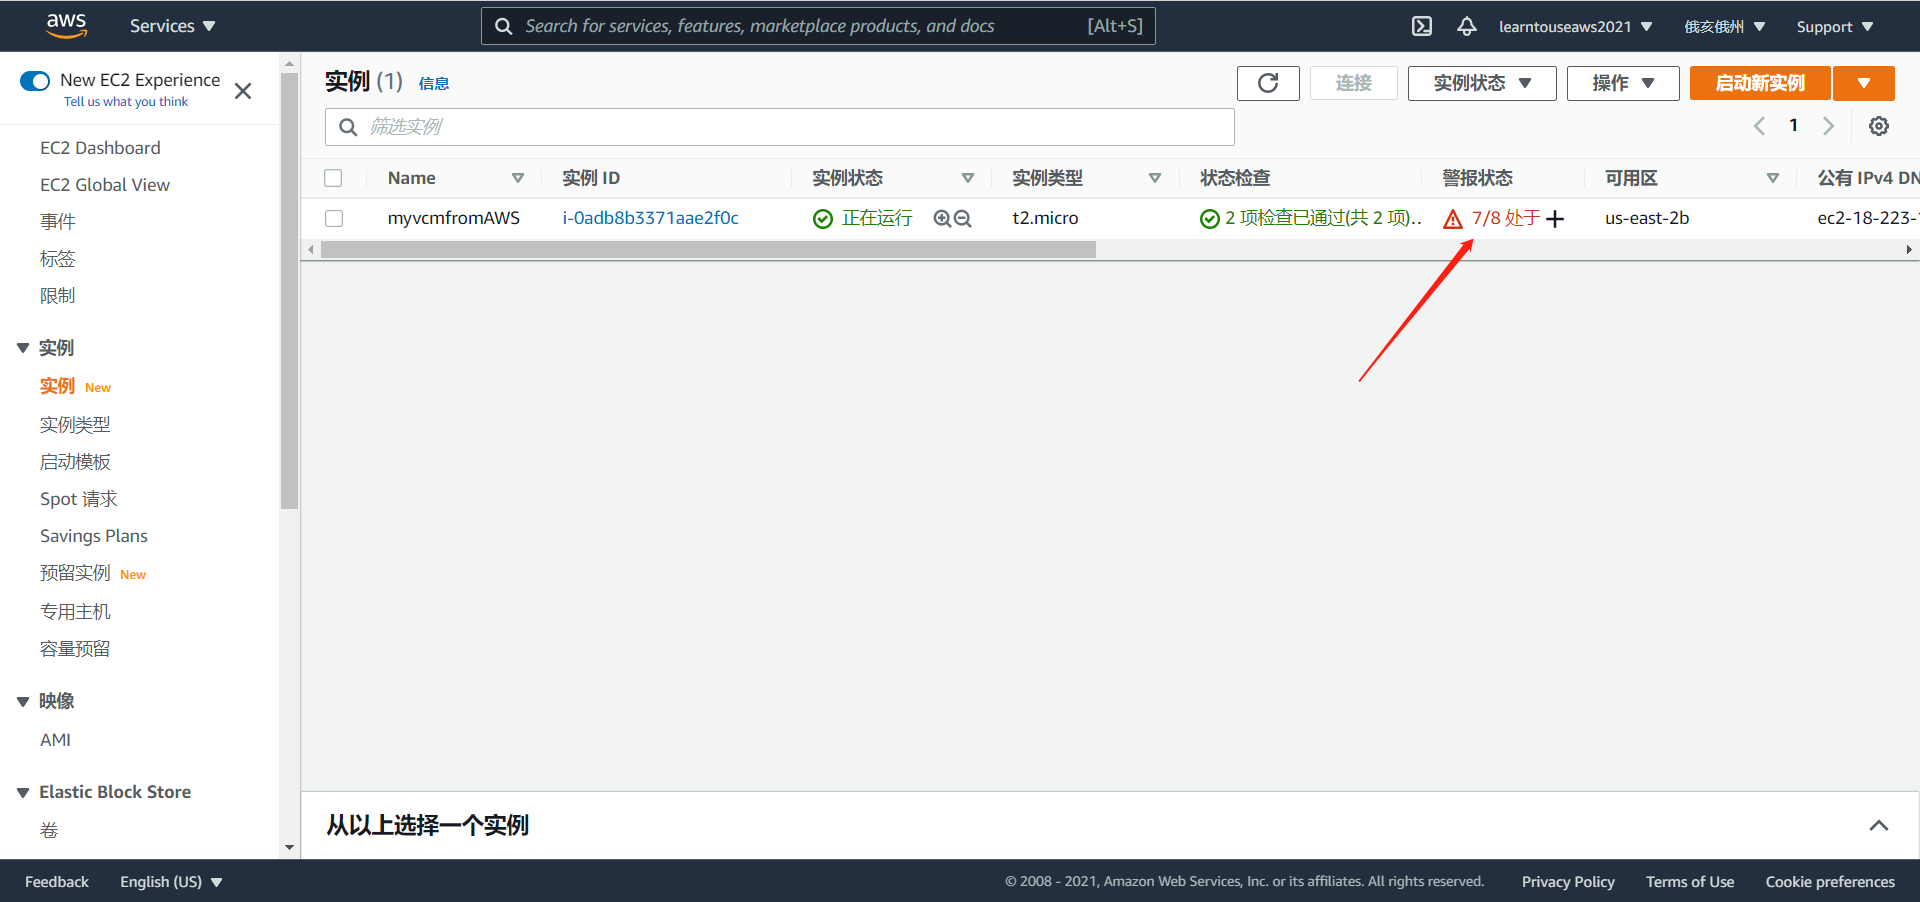 aws
Services
Search for services, features, marketplace products, and docs [Alt+S]
learntouseaws2021
俄亥俄州
Support
New EC2 Experience
Tell us what you think
EC2 Dashboard
EC2 Global View
事件
标签
限制
实例
实例 New
实例类型
启动模板
Spot 请求
Savings Plans
预留实例 New
专用主机
容量预留
映像
AMI
Elastic Block Store
卷
实例 (1) 信息
连接
实例状态
操作
启动新实例
筛选实例
1
Name 实例 ID 实例状态 实例类型 状态检查 警报状态 可用区 公有 IPv4 DN
myvcmfromAWS i-0adb8b3371aae2f0c 正在运行 t2.micro 2 项检查已通过(共 2 项).. 7/8 处于 us-east-2b ec2-18-223-
从以上选择一个实例
Feedback English (US) © 2008 - 2021, Amazon Web Services, Inc. or its affiliates. All rights reserved. Privacy Policy Terms of Use Cookie preferences